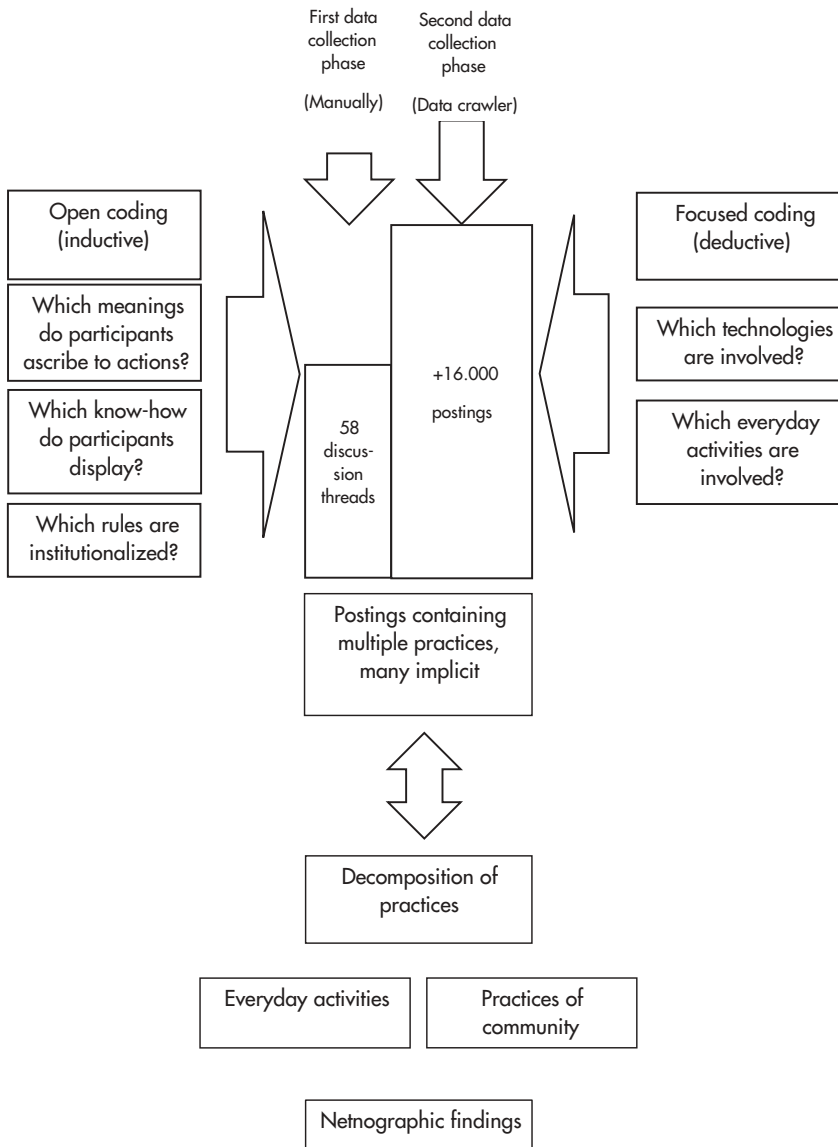 First data
collection
phase
(Manually)
Second data
collection
phase
(Data crawler)
Open coding
(inductive)
Which meanings
do participants
ascribe to actions?
Which know-how
do participants
display?
Which rules are
institutionalized?
58
discus-
sion
threads
+16.000
postings
Focused coding
(deductive)
Which technologies
are involved?
Which everyday
activities are
involved?
Postings containing
multiple practices,
many implicit
Decomposition of
practices
Everyday activities
Practices of
community
Netnographic findings